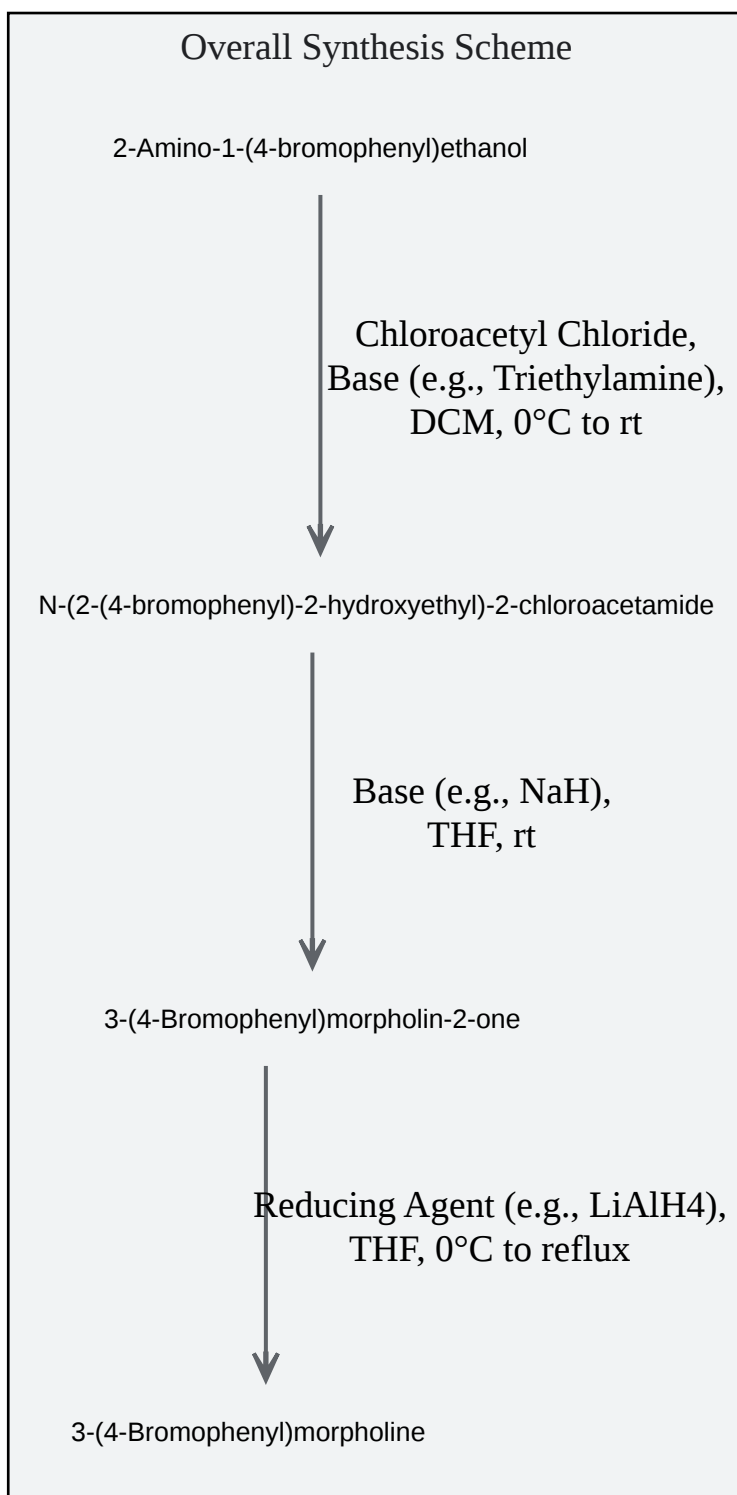 Overall Synthesis Scheme
2-Amino-1-(4-bromophenyl)ethanol
Chloroacetyl Chloride,
Base (e.g., Triethylamine),
DCM, 0°C to rt
N-(2-(4-bromophenyl)-2-hydroxyethyl)-2-chloroacetamide
Base (e.g., NaH),
THF, rt
3-(4-Bromophenyl)morpholin-2-one
Reducing Agent (e.g., LiAlH4),
THF, 0°C to reflux
3-(4-Bromophenyl)morpholine